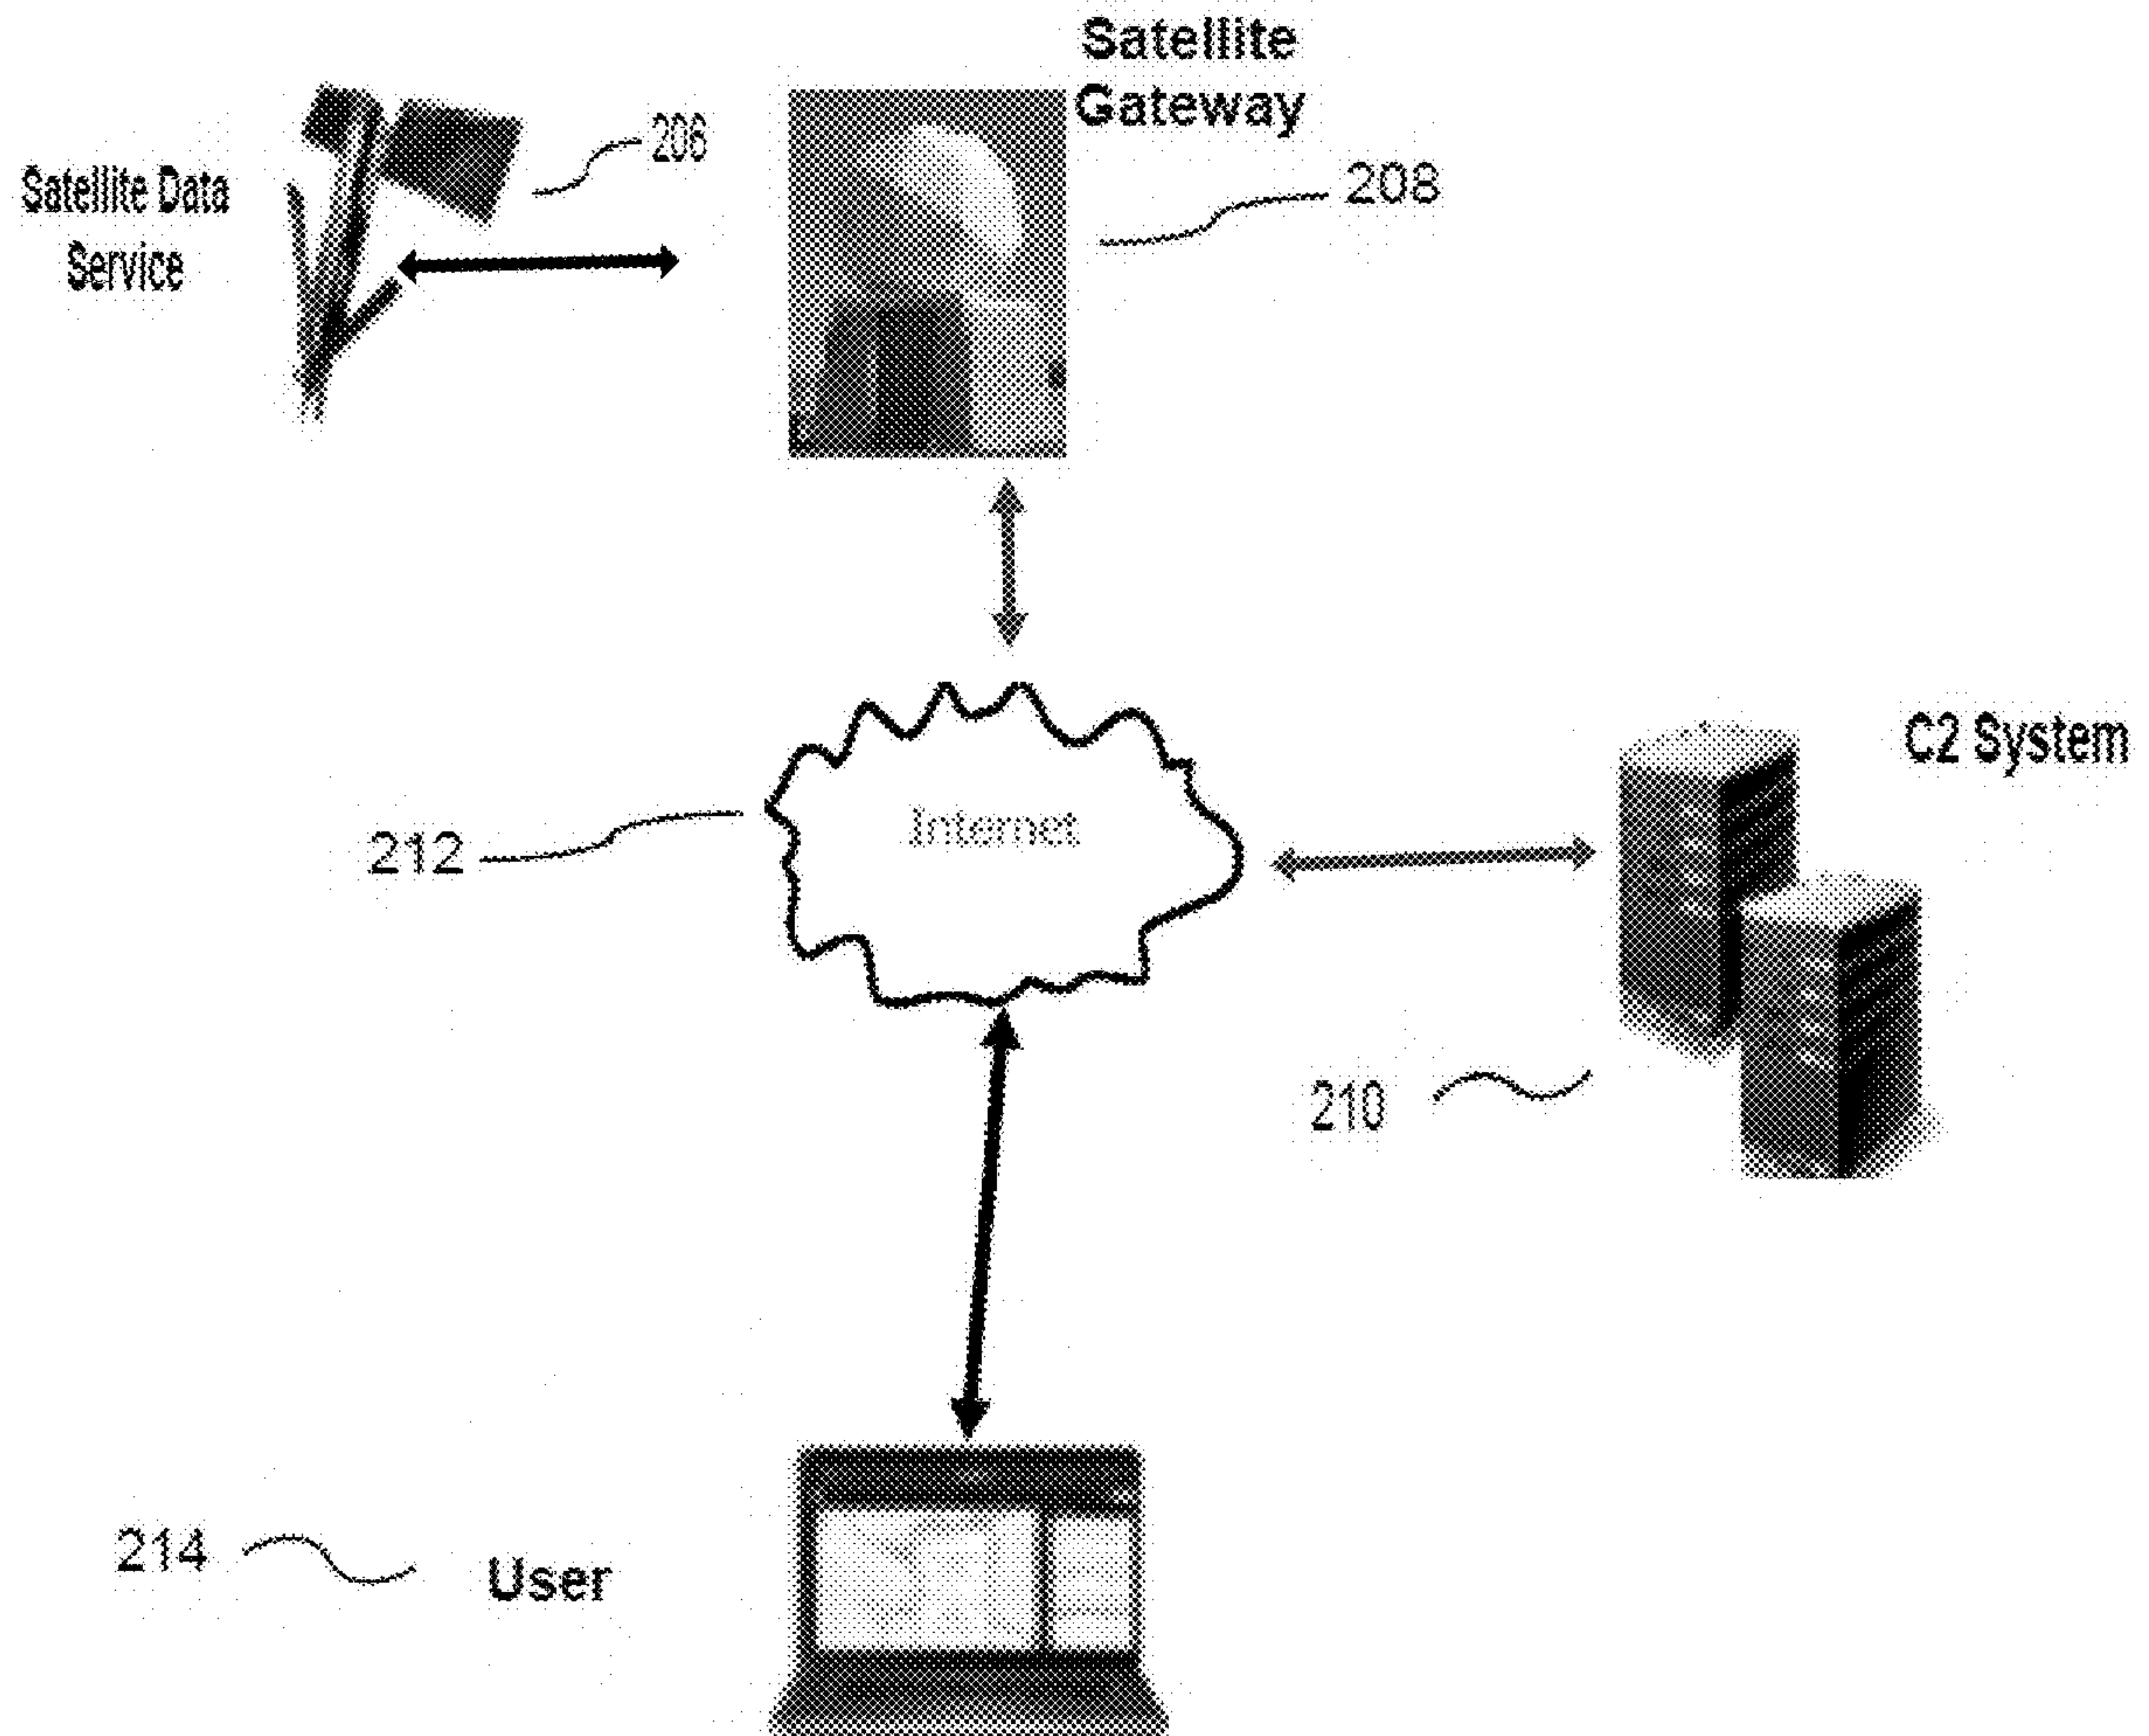 Satellite
Gateway
206
208
Satellite Data
Service
C2 System
Internet
212
210
214
User